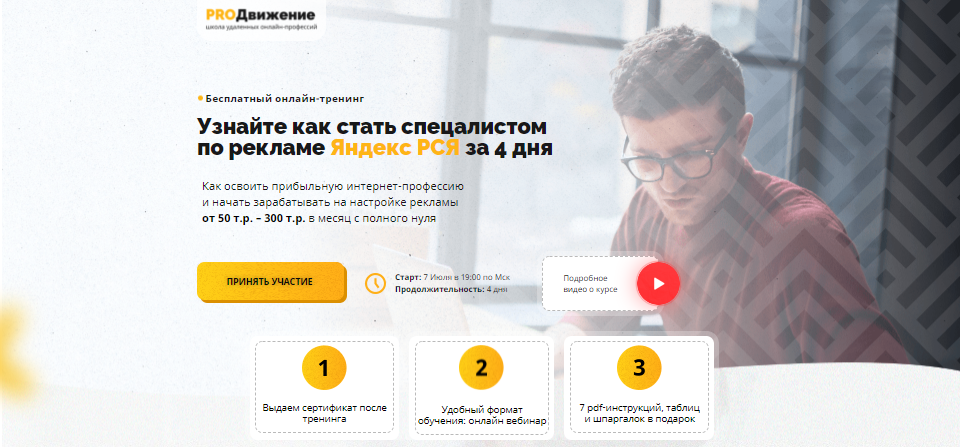 PROДвижение
школа удаленных онлайн-профессий
Бесплатный онлайн-тренинг
Узнайте как стать спецалистом
по рекламе Яндекс РСЯ за 4 дня
Как освоить прибыльную интернет-профессию
и начать зарабатывать на настройке рекламы
от 50 т.р. – 300 т.р. в месяц с полного нуля
ПРИНЯТЬ УЧАСТИЕ
Старт: 7 Июля в 19:00 по Мск
Продолжительность: 4 дня
Подробное
видео о курсе
1
Выдаем сертификат после
тренинга
2
Удобный формат
обучения: онлайн вебинар
3
7 pdf-инструкций, таблиц
и шпаргалок в подарок